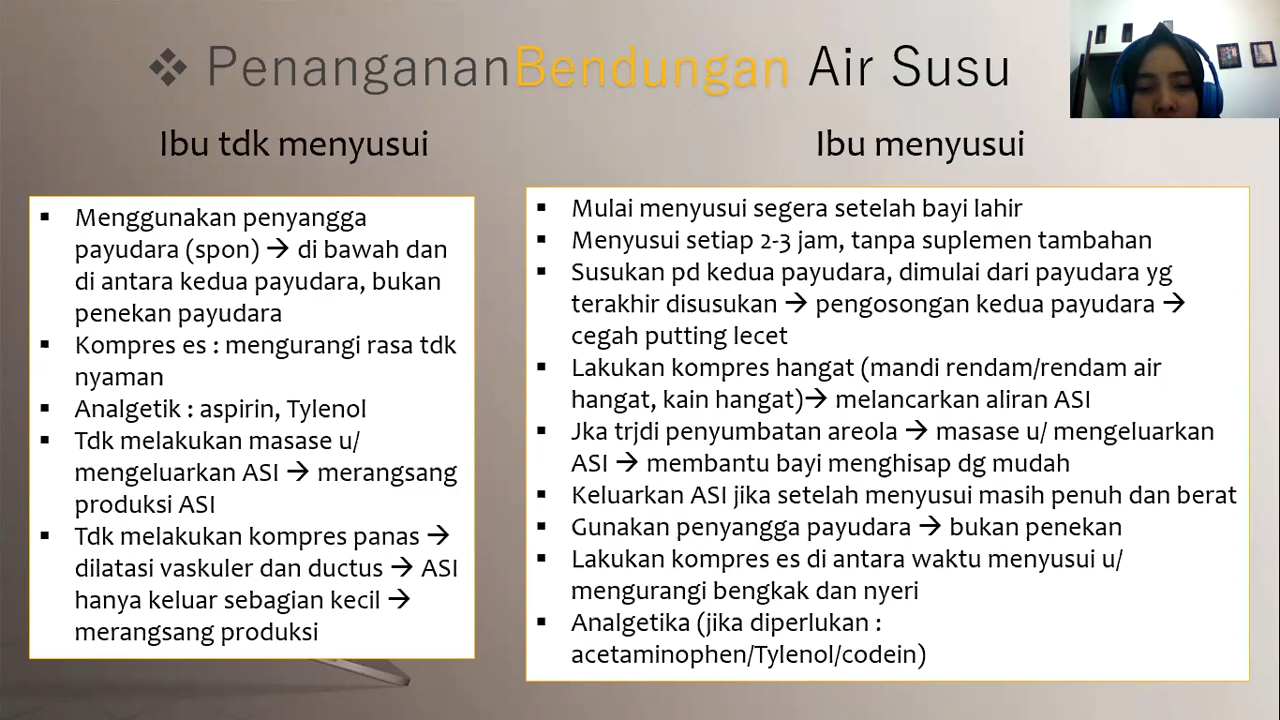 ❖ PenangananBendungan Air Susu
Ibu tdk menyusui
▪ Menggunakan penyangga
payudara (spon) → di bawah dan
di antara kedua payudara, bukan
penekan payudara
▪ Kompres es : mengurangi rasa tdk
nyaman
▪ Analgetik : aspirin, Tylenol
▪ Tdk melakukan masase u/
mengeluarkan ASI → merangsang
produksi ASI
▪ Tdk melakukan kompres panas →
dilatasi vaskuler dan ductus → ASI
hanya keluar sebagian kecil →
merangsang produksi
Ibu menyusui
▪ Mulai menyusui segera setelah bayi lahir
▪ Menyusui setiap 2-3 jam, tanpa suplemen tambahan
▪ Susukan pd kedua payudara, dimulai dari payudara yg
terakhir disusukan → pengosongan kedua payudara →
cegah putting lecet
▪ Lakukan kompres hangat (mandi rendam/rendam air
hangat, kain hangat)→ melancarkan aliran ASI
▪ Jka trjdi penyumbatan areola → masase u/ mengeluarkan
ASI → membantu bayi menghisap dg mudah
▪ Keluarkan ASI jika setelah menyusui masih penuh dan berat
▪ Gunakan penyangga payudara → bukan penekan
▪ Lakukan kompres es di antara waktu menyusui u/
mengurangi bengkak dan nyeri
▪ Analgetika (jika diperlukan :
acetaminophen/Tylenol/codein)